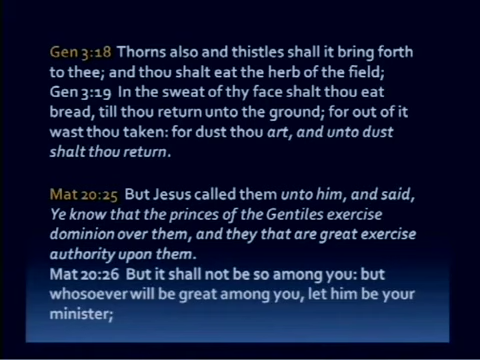 Gen 3:18 Thorns also and thistles shall it bring forth
to thee; and thou shalt eat the herb of the field;
Gen 3:19 In the sweat of thy face shalt thou eat
bread, till thou return unto the ground; for out of it
wast thou taken: for dust thou art, and unto dust
shalt thou return.
Mat 20:25 But Jesus called them unto him, and said,
Ye know that the princes of the Gentiles exercise
dominion over them, and they that are great exercise
authority upon them.
Mat 20:26 But it shall not be so among you: but
whosoever will be great among you, let him be your
minister;